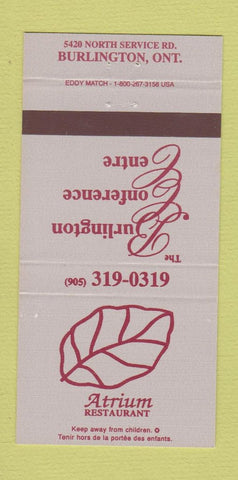 5420 NORTH SERVICE RD.
BURLINGTON, ONT.
EDDY MATCH - 1-800-267-3158 USA
The
Burlington
Conference
Centre
(905) 319-0319
Atrium
RESTAURANT
Keep away from children.
Tenir hors de la portée des enfants.